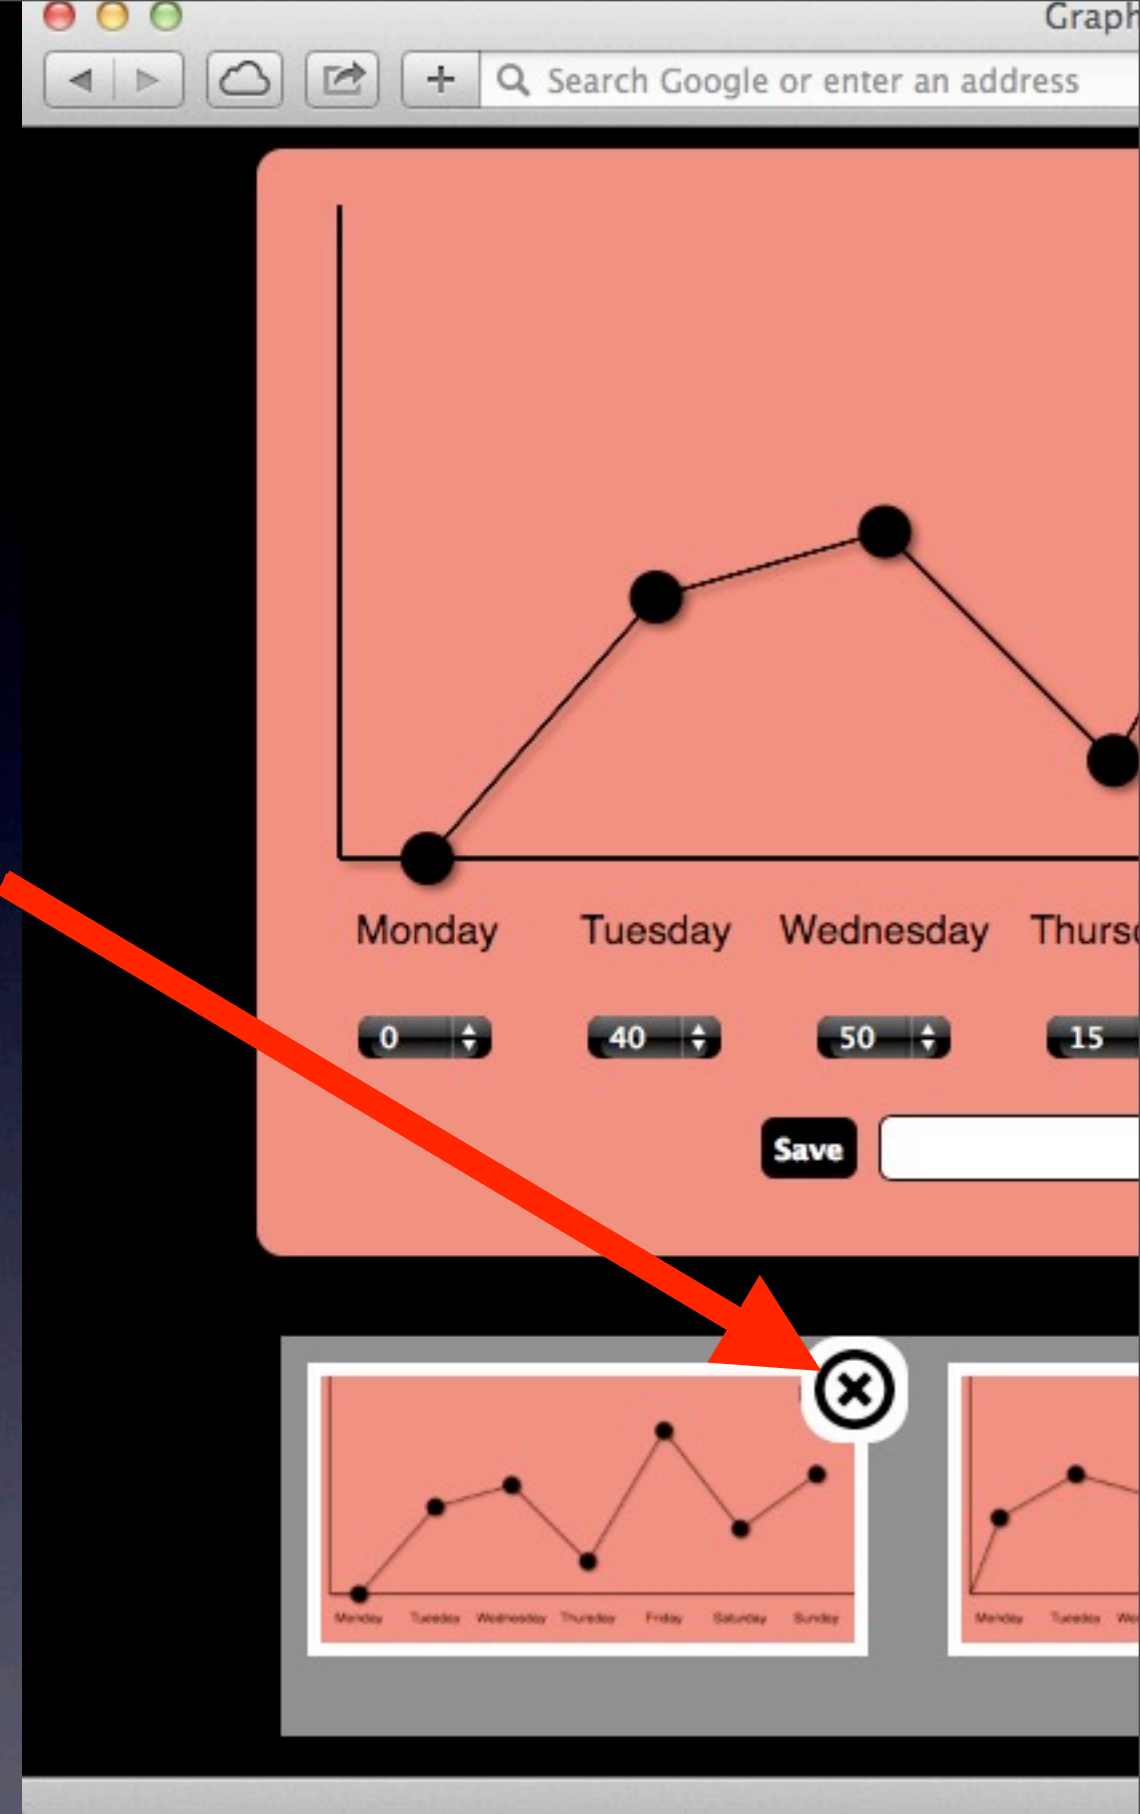 Graph
Search Google or enter an address
Monday Tuesday Wednesday Thurs
0 40 50 15
Save
Monday Tuesday Wednesday Thursday Friday Saturday Sunday
Monday Tuesday